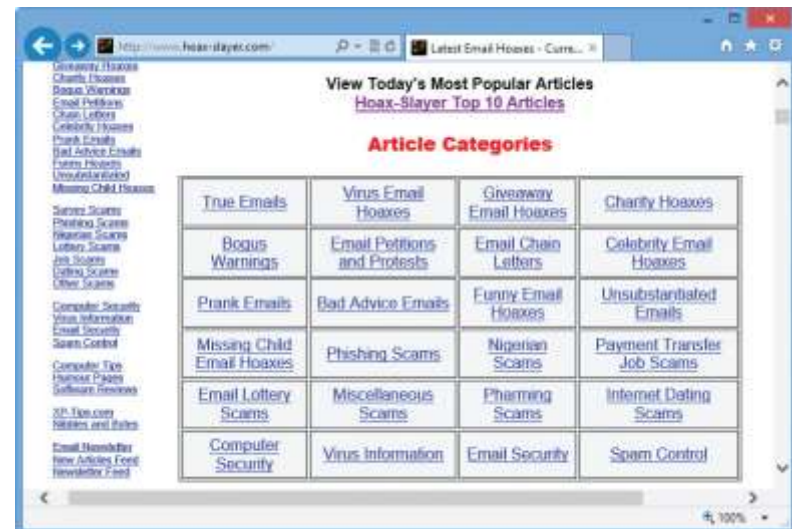 http://www.hoax-slayer.com/
Latest Email Hoaxes - Curre...
Giveaway Hoaxes
Charity Hoaxes
Bogus Warnings
Email Petitions
Chain Letters
Celebrity Hoaxes
Prank Emails
Bad Advice Emails
Funny Hoaxes
Unsubstantiated
Missing Child Hoaxes
Survey Scams
Phishing Scams
Nigerian Scams
Lottery Scams
Job Scams
Dating Scams
Other Scams
Computer Security
Virus Information
Email Security
Spam Control
Computer Tips
Humour Pages
Software Reviews
XP-Tips.com
Nibbles and Bytes
Email Newsletter
New Articles Feed
Newsletter Feed
View Today's Most Popular Articles
Hoax-Slayer Top 10 Articles
Article Categories
True Emails
Virus Email
Hoaxes
Giveaway
Email Hoaxes
Charity Hoaxes
Bogus
Warnings
Email Petitions
and Protests
Email Chain
Letters
Celebrity Email
Hoaxes
Prank Emails
Bad Advice Emails
Funny Email
Hoaxes
Unsubstantiated
Emails
Missing Child
Email Hoaxes
Phishing Scams
Nigerian
Scams
Payment Transfer
Job Scams
Email Lottery
Scams
Miscellaneous
Scams
Pharming
Scams
Internet Dating
Scams
Computer
Security
Virus Information
Email Security
Spam Control
100%